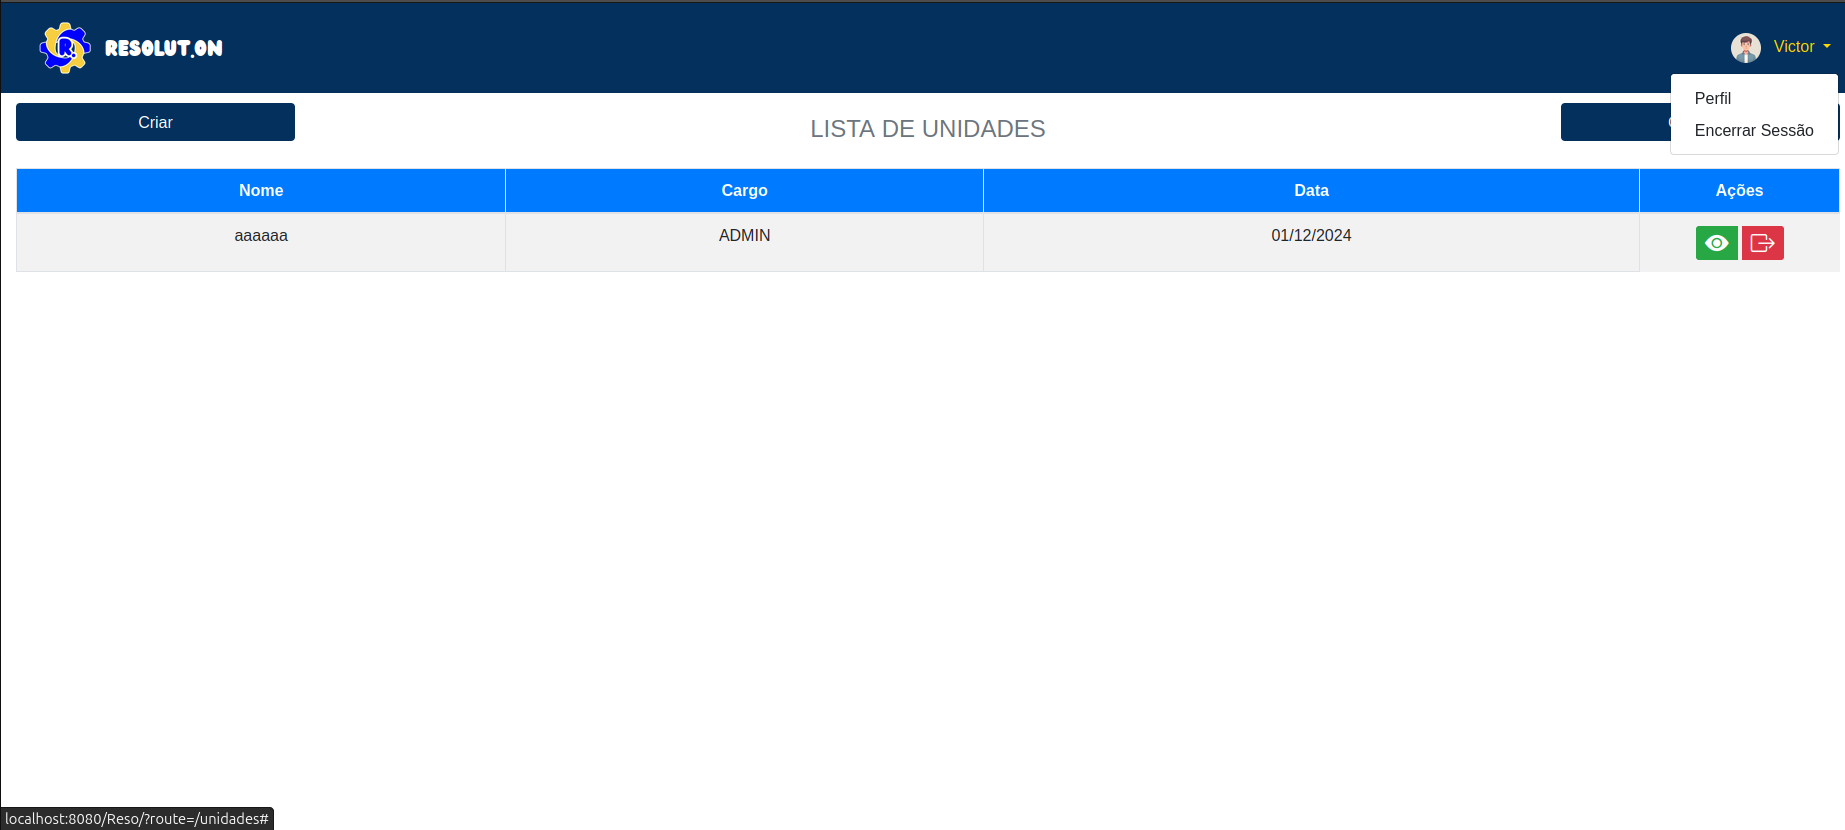 R.
RESOLUT.ON
Victor
Perfil
Encerrar Sessão
Criar
LISTA DE UNIDADES
Nome Cargo Data Ações
aaaaaa ADMIN 01/12/2024
localhost:8080/Reso/?route=/unidades#